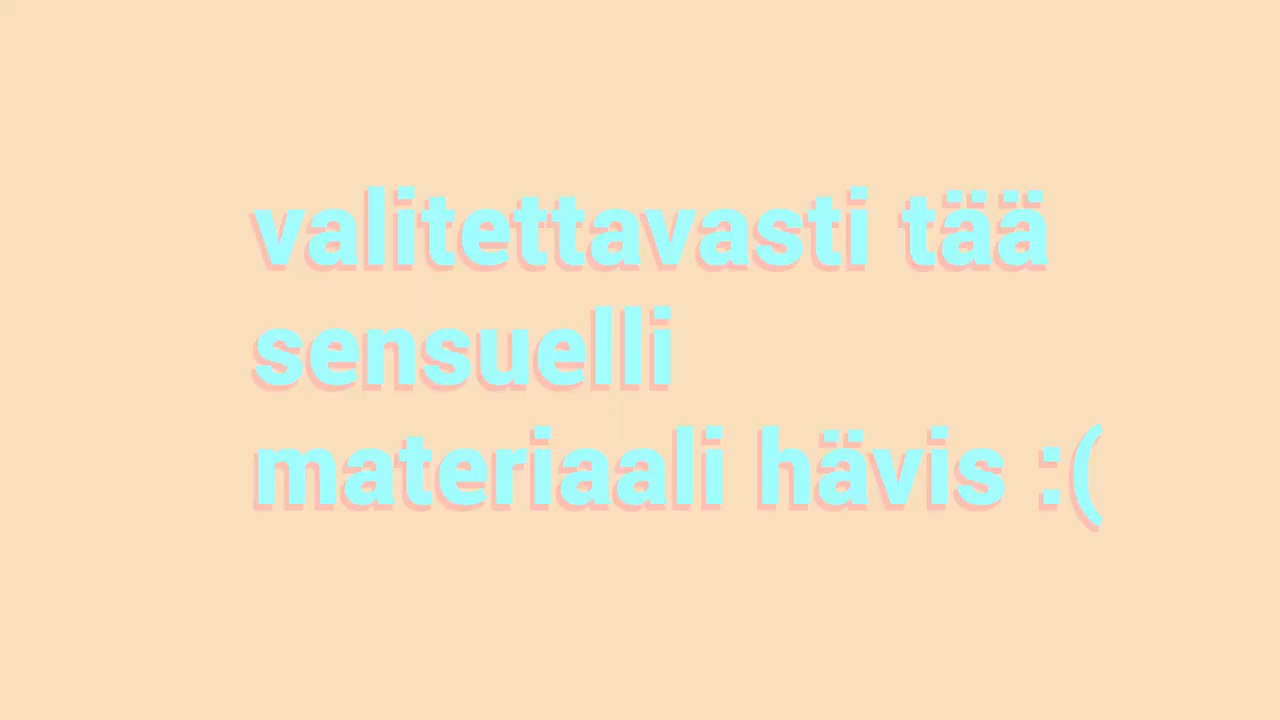 valitettavasti tää
sensuelli
materiaali hävis :(